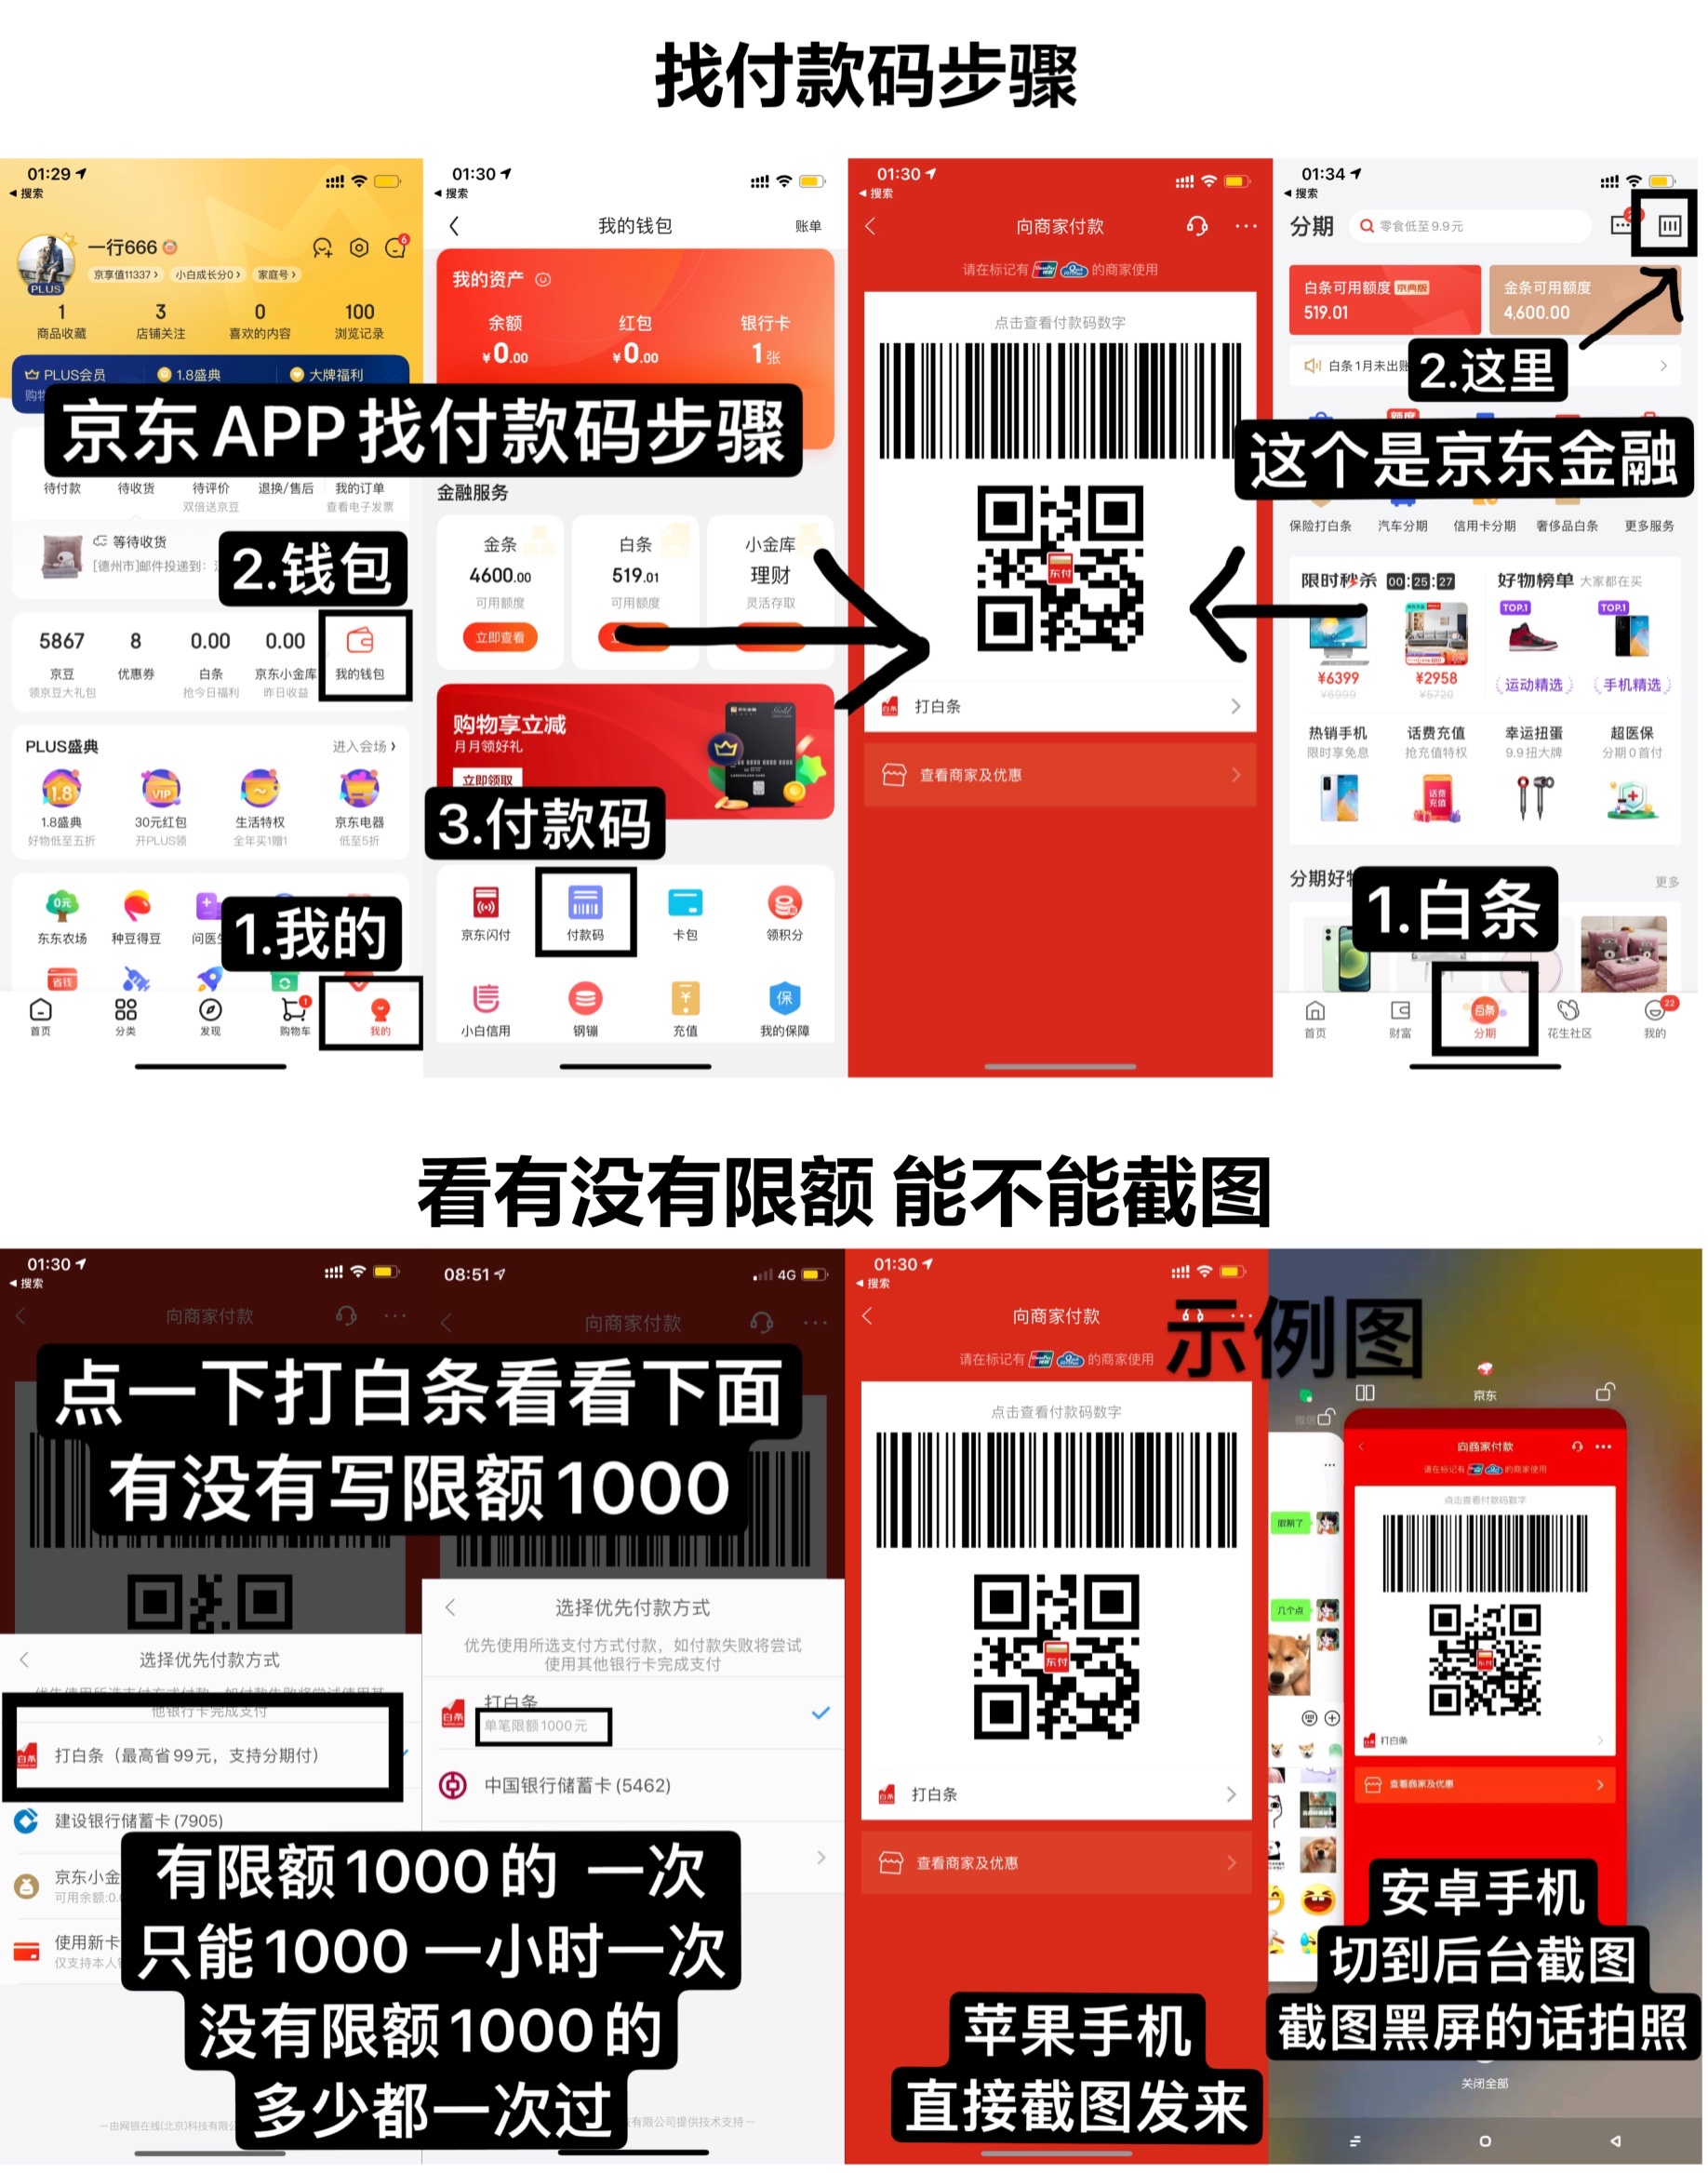 找付款码步骤
01:29
搜索
一行666
京享值11337 小白成长分0 家庭号
PLUS
1 3 0 100
商品收藏 店铺关注 喜欢的内容 浏览记录
PLUS会员 1.8盛典 大牌福利
京东APP找付款码步骤
待付款 待收货 待评价 退换/售后 我的订单
双倍送京豆 查看电子发票
等待收货
[德州市]邮件投递到:
2.钱包
5867 8 0.00 0.00
京豆 优惠券 白条 京东小金库 我的钱包
领京豆大礼包 抢今日福利 昨日收益
PLUS盛典 进入会场
1.8盛典 30元红包 生活特权 京东电器
好物低至五折 开PLUS领 全年买1赠1 低至5折
东东农场 种豆得豆 问医生
1.我的
首页 分类 发现 购物车 我的
01:30
搜索
我的钱包 账单
我的资产
余额 红包 银行卡
¥0.00 ¥0.00 1张
金融服务
金条 白条 小金库
4600.00 519.01 理财
可用额度 可用额度 灵活存取
立即查看
购物享立减
月月领好礼
立即领取
3.付款码
京东闪付 付款码 卡包 领积分
小白信用 钢镚 充值 我的保障
01:30
搜索
向商家付款
请在标记有 的商家使用
点击查看付款码数字
东付
打白条
查看商家及优惠
01:34
搜索
分期 零食低至9.9元
白条可用额度 京典版 金条可用额度
519.01 4,600.00
白条1月未出账
2.这里
这个是京东金融
保险打白条 汽车分期 信用卡分期 奢侈品白条 更多服务
限时秒杀 00:25:27 好物榜单 大家都在买
TOP.1 TOP.1
¥6399 ¥2958 运动精选 手机精选
¥6999 ¥5720
热销手机 话费充值 幸运扭蛋 超医保
限时享免息 抢充值特权 9.9扭大牌 分期0首付
分期好物 更多
1.白条
首页 财富 分期 花生社区 我的
22
看有没有限额 能不能截图
01:30
搜索
向商家付款
点一下打白条看看下面
有没有写限额1000
选择优先付款方式
他银行卡完成支付
打白条（最高省99元，支持分期付）
建设银行储蓄卡(7905)
京东小金
使用新卡
有限额1000的 一次
只能1000一小时一次
没有限额1000的
多少都一次过
08:51 4G
向商家付款
选择优先付款方式
优先使用所选支付方式付款，如付款失败将尝试
使用其他银行卡完成支付
打白条
单笔限额1000元
中国银行储蓄卡(5462)
01:30
搜索
向商家付款
请在标记有 的商家使用
点击查看付款码数字
东付
打白条
查看商家及优惠
苹果手机
直接截图发来
示例图
微信 京东
向商家付款
请在标记有 的商家使用
点击查看付款码数字
限制了
几个点
打白条
查看商家及优惠
安卓手机
切到后台截图
截图黑屏的话拍照
关闭全部